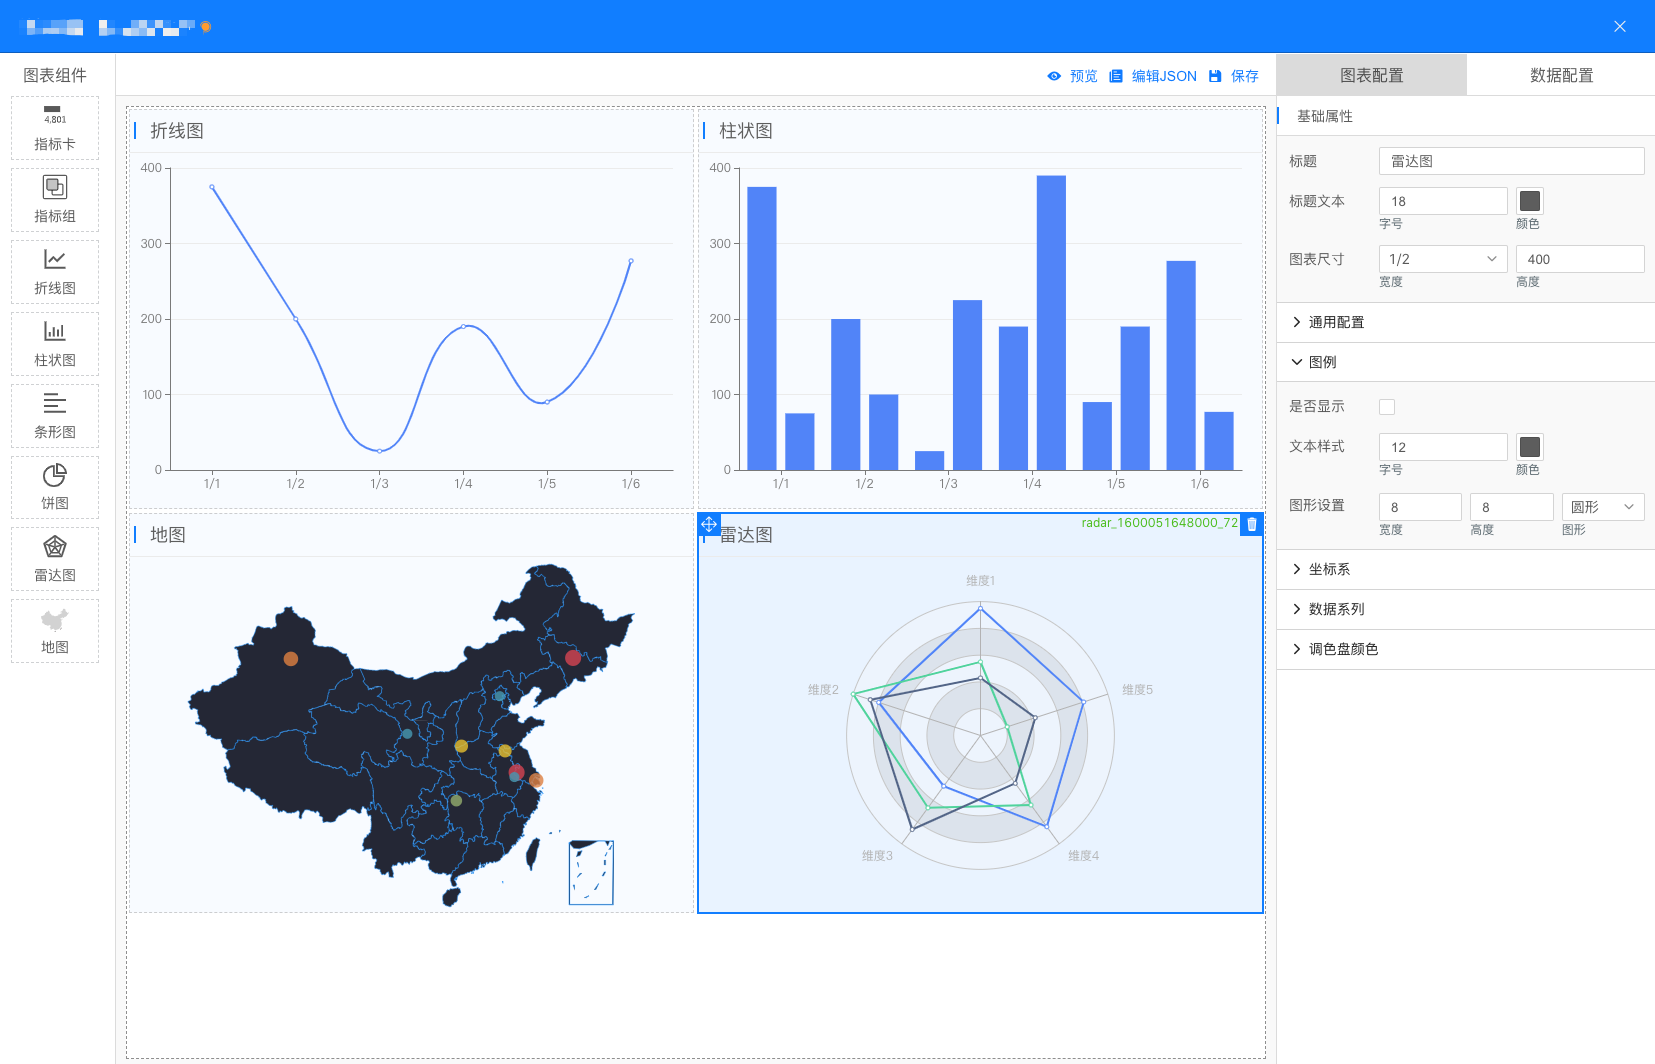 图表组件
4,801
指标卡
指标组
折线图
柱状图
条形图
饼图
雷达图
地图
预览 编辑JSON 保存
折线图
400
300
200
100
0
1/1 1/2 1/3 1/4 1/5 1/6
柱状图
400
300
200
100
0
1/1 1/2 1/3 1/4 1/5 1/6
地图
radar_1600051648000_72
雷达图
维度1
维度2 维度5
维度3 维度4
图表配置 数据配置
基础属性
标题 雷达图
标题文本 18
字号 颜色
图表尺寸 1/2 400
宽度 高度
通用配置
图例
是否显示
文本样式 12
字号 颜色
图形设置 8 8 圆形
宽度 高度 图形
坐标系
数据系列
调色盘颜色